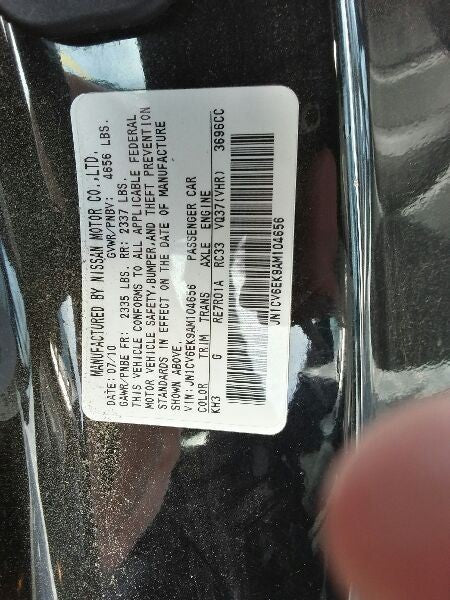 MANUFACTURED BY NISSAN MOTOR CO.,LTD.
DATE: 07/10 GVWR/PNBV: 4656 LBS.
GAWR/PNBE FR: 2335 LBS. RR: 2337 LBS.
THIS VEHICLE CONFORMS TO ALL APPLICABLE FEDERAL
MOTOR VEHICLE SAFETY, BUMPER, AND THEFT PREVENTION
STANDARDS IN EFFECT ON THE DATE OF MANUFACTURE
SHOWN ABOVE.
VIN: JN1CV6EK9AM104656 PASSENGER CAR
COLOR TRIM TRANS AXLE ENGINE
KH3 G RE7R01A RC33 VQ37(VHR) 3696CC
JN1CV6EK9AM104656